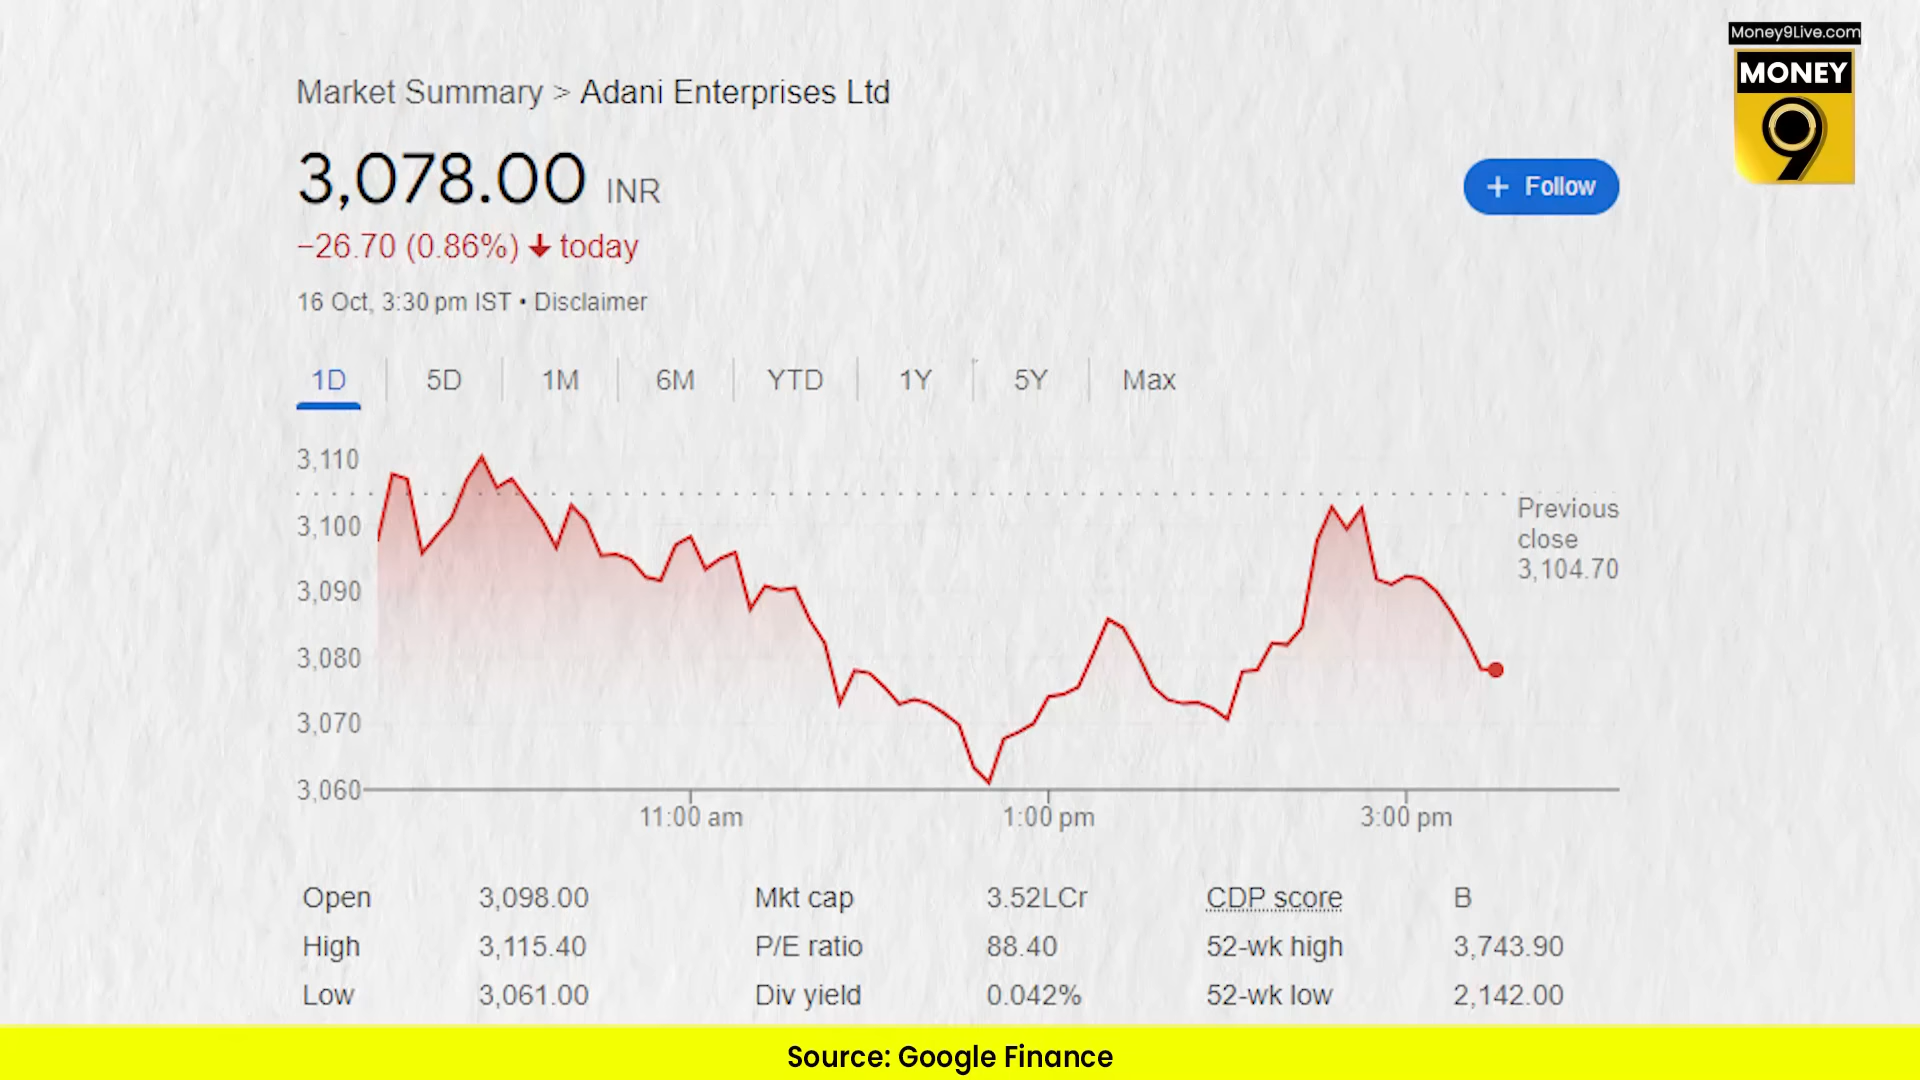 Money9Live.com
MONEY
9
Market Summary > Adani Enterprises Ltd
3,078.00 INR
+ Follow
−26.70 (0.86%) ↓ today
16 Oct, 3:30 pm IST • Disclaimer
1D 5D 1M 6M YTD 1Y 5Y Max
3,110
3,100
3,090
3,080
3,070
3,060
Previous
close
3,104.70
11:00 am 1:00 pm 3:00 pm
Open 3,098.00 Mkt cap 3.52LCr CDP score B
High 3,115.40 P/E ratio 88.40 52-wk high 3,743.90
Low 3,061.00 Div yield 0.042% 52-wk low 2,142.00
Source: Google Finance